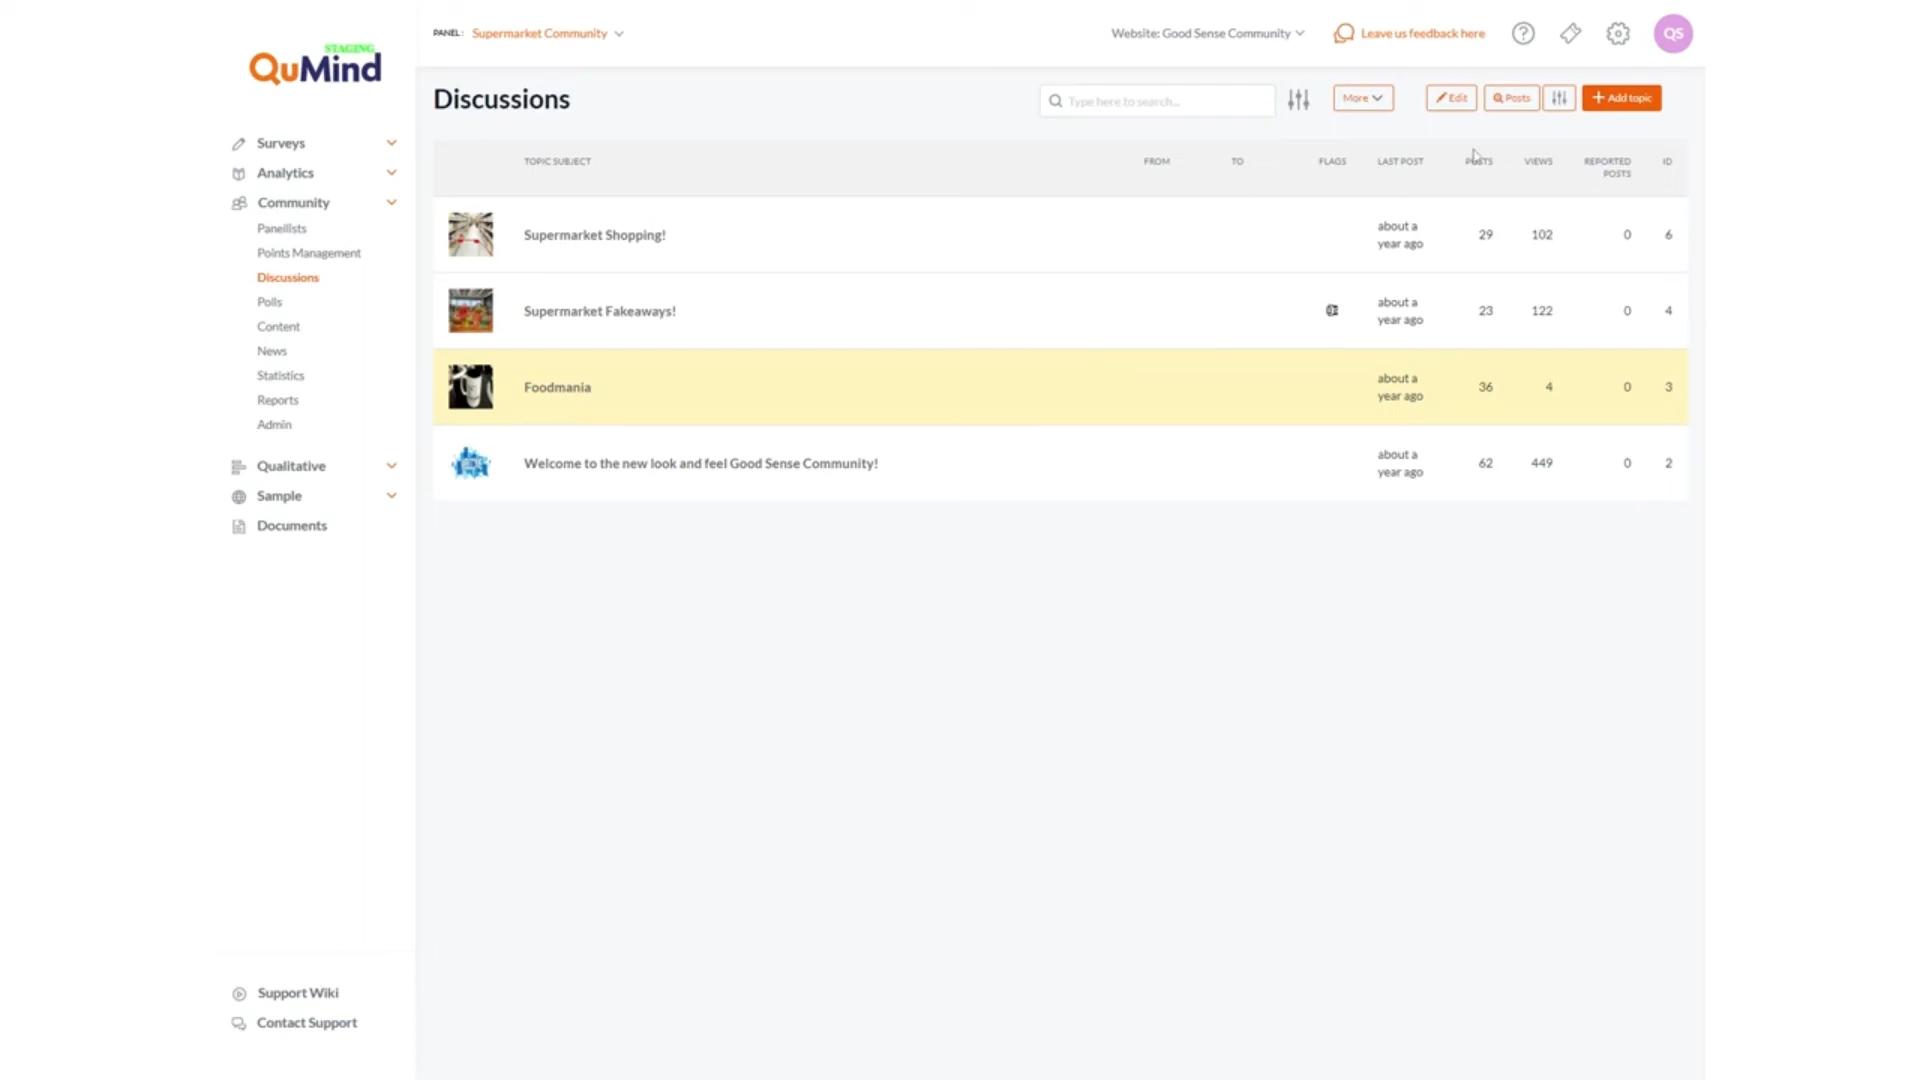 STAGING
QuMind
PANEL: Supermarket Community
Website: Good Sense Community
Leave us feedback here
QS
Discussions
Type here to search...
More
Edit
Posts
Add topic
Surveys
Analytics
Community
Panellists
Points Management
Discussions
Polls
Content
News
Statistics
Reports
Admin
Qualitative
Sample
Documents
Support Wiki
Contact Support
TOPIC SUBJECT FROM TO FLAGS LAST POST POSTS VIEWS REPORTED POSTS ID
Supermarket Shopping! about a year ago 29 102 0 6
Supermarket Fakeaways! about a year ago 23 122 0 4
Foodmania about a year ago 36 4 0 3
Welcome to the new look and feel Good Sense Community! about a year ago 62 449 0 2